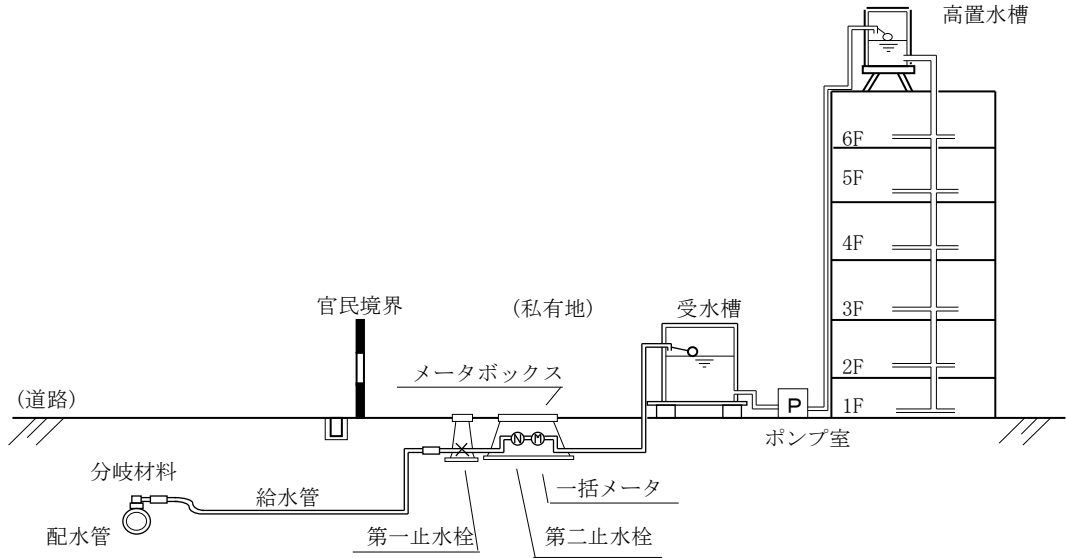 高置水槽
6F
5F
4F
3F
2F
1F
官民境界
(私有地)
受水槽
メータボックス
(道路)
P
ポンプ室
N
M
分岐材料
給水管
一括メータ
配水管
第一止水栓
第二止水栓